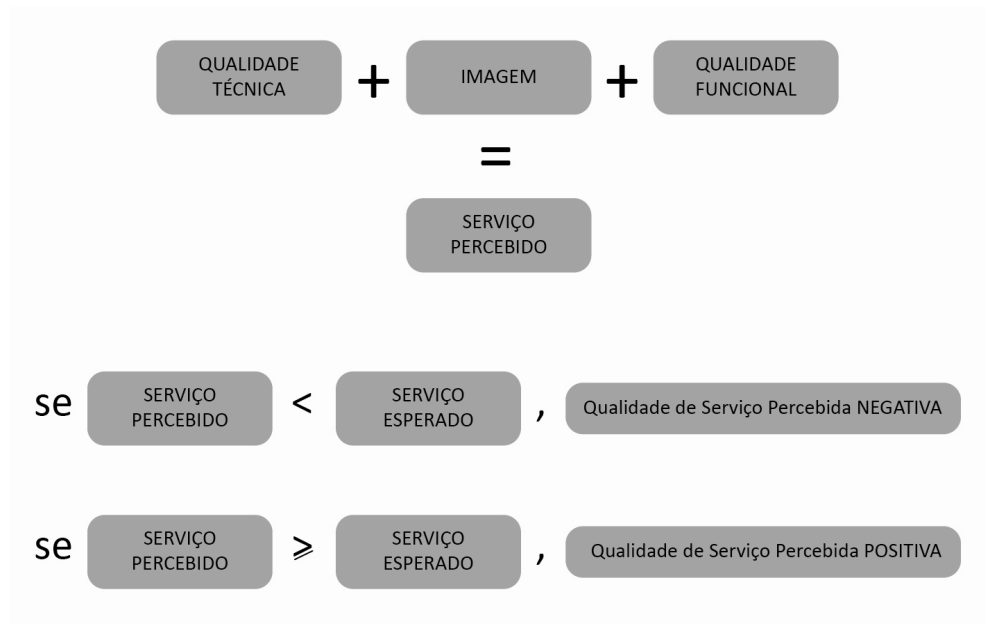 QUALIDADE
TÉCNICA
+
IMAGEM
+
QUALIDADE
FUNCIONAL
=
SERVIÇO
PERCEBIDO
se
SERVIÇO
PERCEBIDO
<
SERVIÇO
ESPERADO
,
Qualidade de Serviço Percebida NEGATIVA
se
SERVIÇO
PERCEBIDO
⩾
SERVIÇO
ESPERADO
,
Qualidade de Serviço Percebida POSITIVA